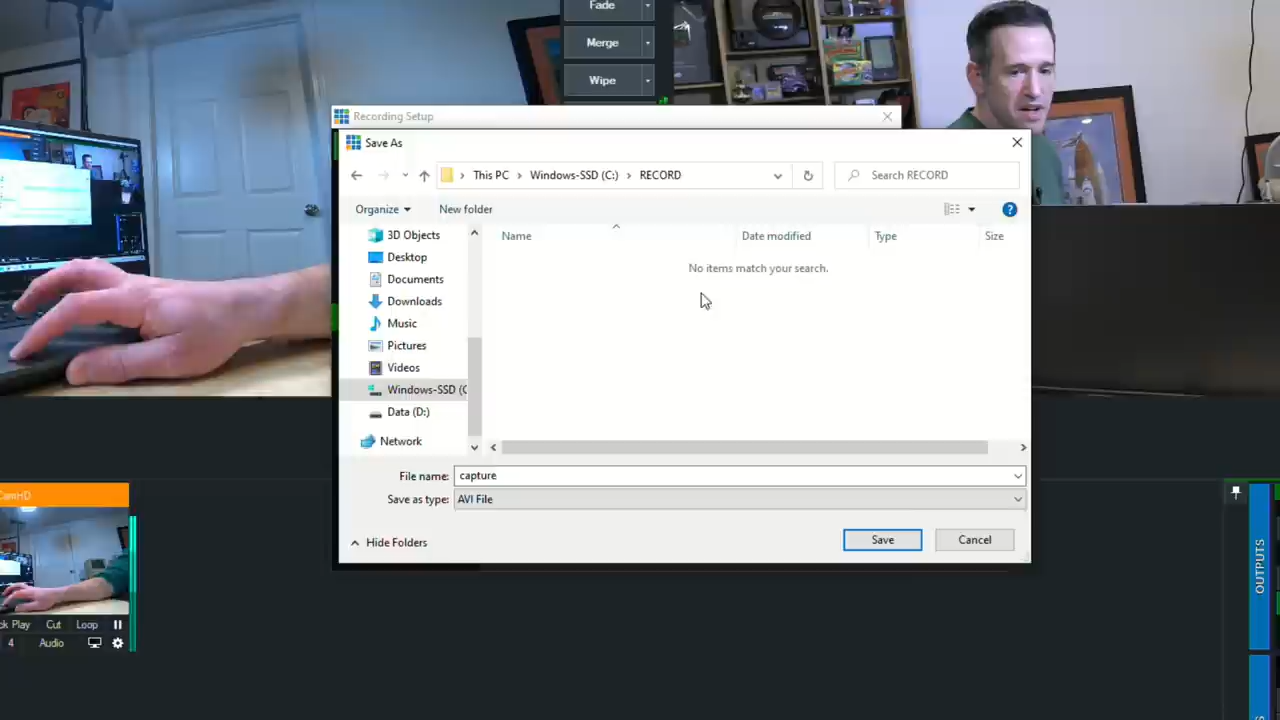 Fade
Merge
Wipe
Recording Setup
Save As
This PC > Windows-SSD (C:) > RECORD
Search RECORD
Organize
New folder
3D Objects
Desktop
Documents
Downloads
Music
Pictures
Videos
Windows-SSD (C
Data (D:)
Network
Name
Date modified
Type
Size
No items match your search.
File name: capture
Save as type: AVI File
Hide Folders
Save
Cancel
CamHD
ck Play Cut Loop
4 Audio
OUTPUTS